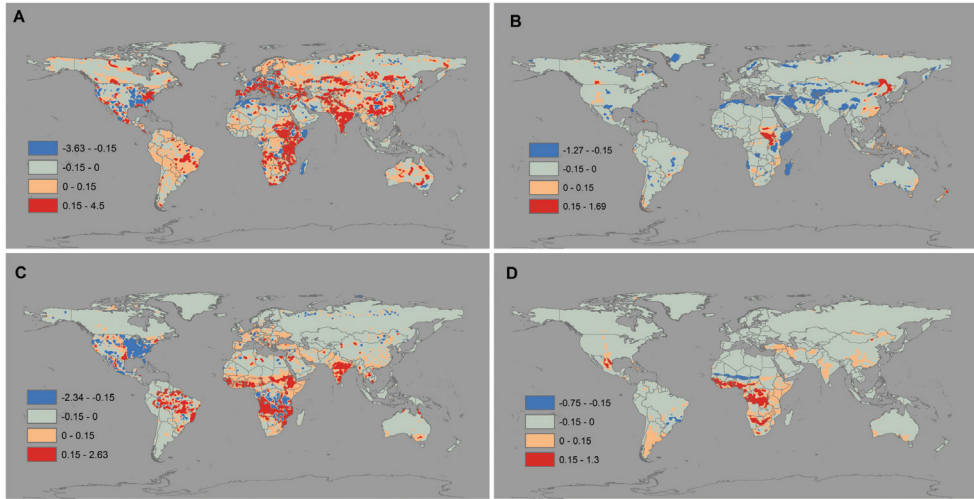 A
-3.63 - -0.15
-0.15 - 0
0 - 0.15
0.15 - 4.5
B
-1.27 - -0.15
-0.15 - 0
0 - 0.15
0.15 - 1.69
C
-2.34 - -0.15
-0.15 - 0
0 - 0.15
0.15 - 2.63
D
-0.75 - -0.15
-0.15 - 0
0 - 0.15
0.15 - 1.3